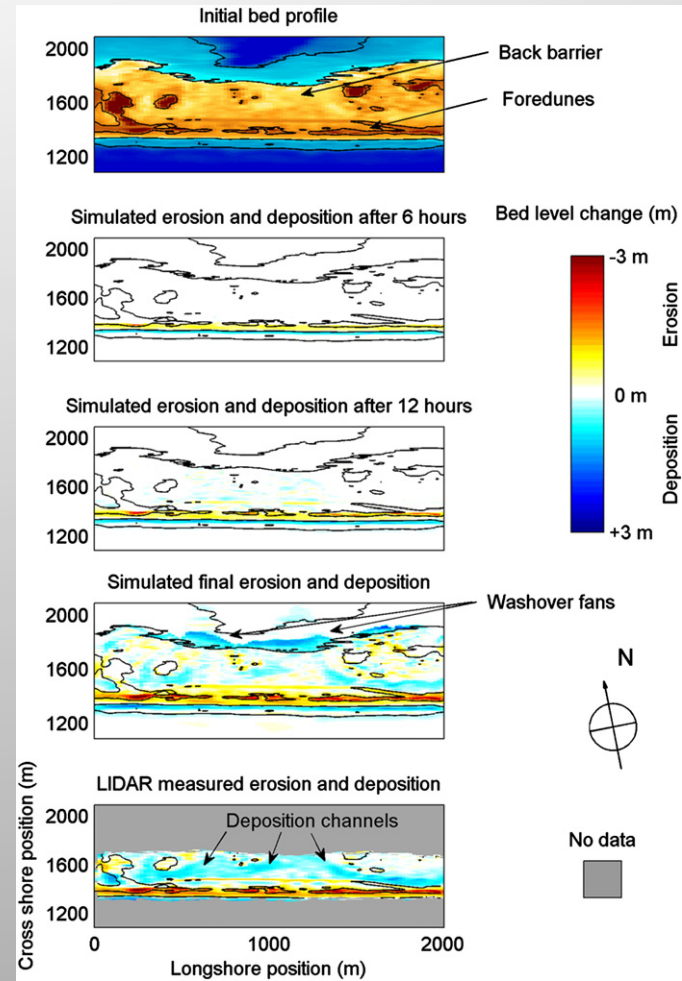 Initial bed profile
2000
1600
1200
Back barrier
Foredunes
Simulated erosion and deposition after 6 hours
2000
1600
1200
Bed level change (m)
-3 m
0 m
+3 m
Erosion
Deposition
Simulated erosion and deposition after 12 hours
2000
1600
1200
Simulated final erosion and deposition
2000
1600
1200
Washover fans
N
LIDAR measured erosion and deposition
2000
1600
1200
Deposition channels
No data
Cross shore position (m)
0 1000 2000
Longshore position (m)